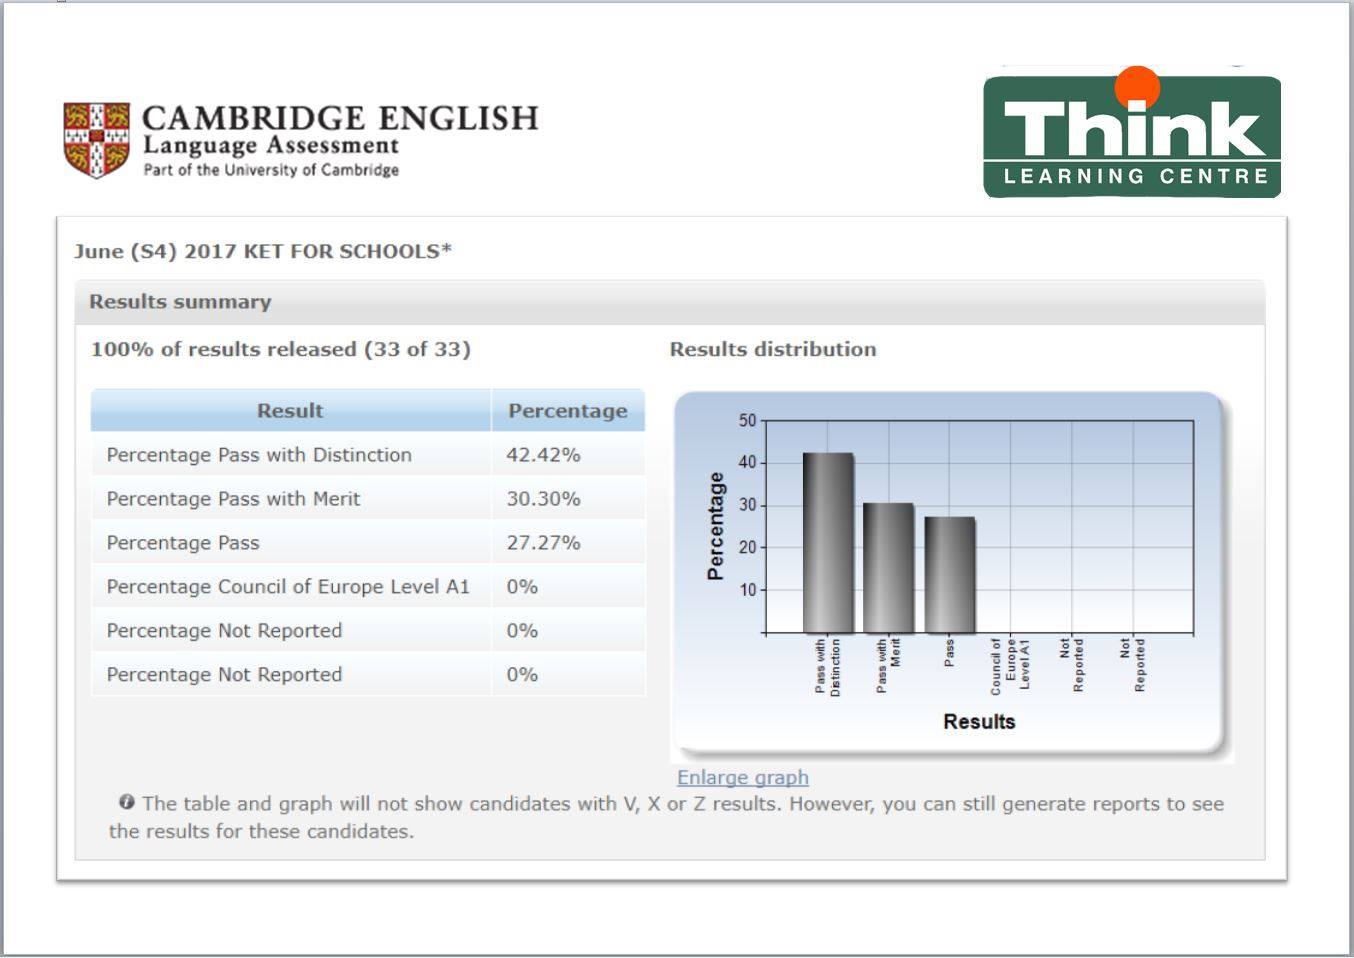 CAMBRIDGE ENGLISH
Language Assessment
Part of the University of Cambridge
Think
LEARNING CENTRE
June (S4) 2017 KET FOR SCHOOLS*
Results summary
100% of results released (33 of 33)
Result Percentage
Percentage Pass with Distinction 42.42%
Percentage Pass with Merit 30.30%
Percentage Pass 27.27%
Percentage Council of Europe Level A1 0%
Percentage Not Reported 0%
Percentage Not Reported 0%
Results distribution
Percentage
50
40
30
20
10
Pass with
Distinction
Pass with
Merit
Pass
Council of
Europe
Level A1
Not
Reported
Not
Reported
Results
Enlarge graph
The table and graph will not show candidates with V, X or Z results. However, you can still generate reports to see
the results for these candidates.